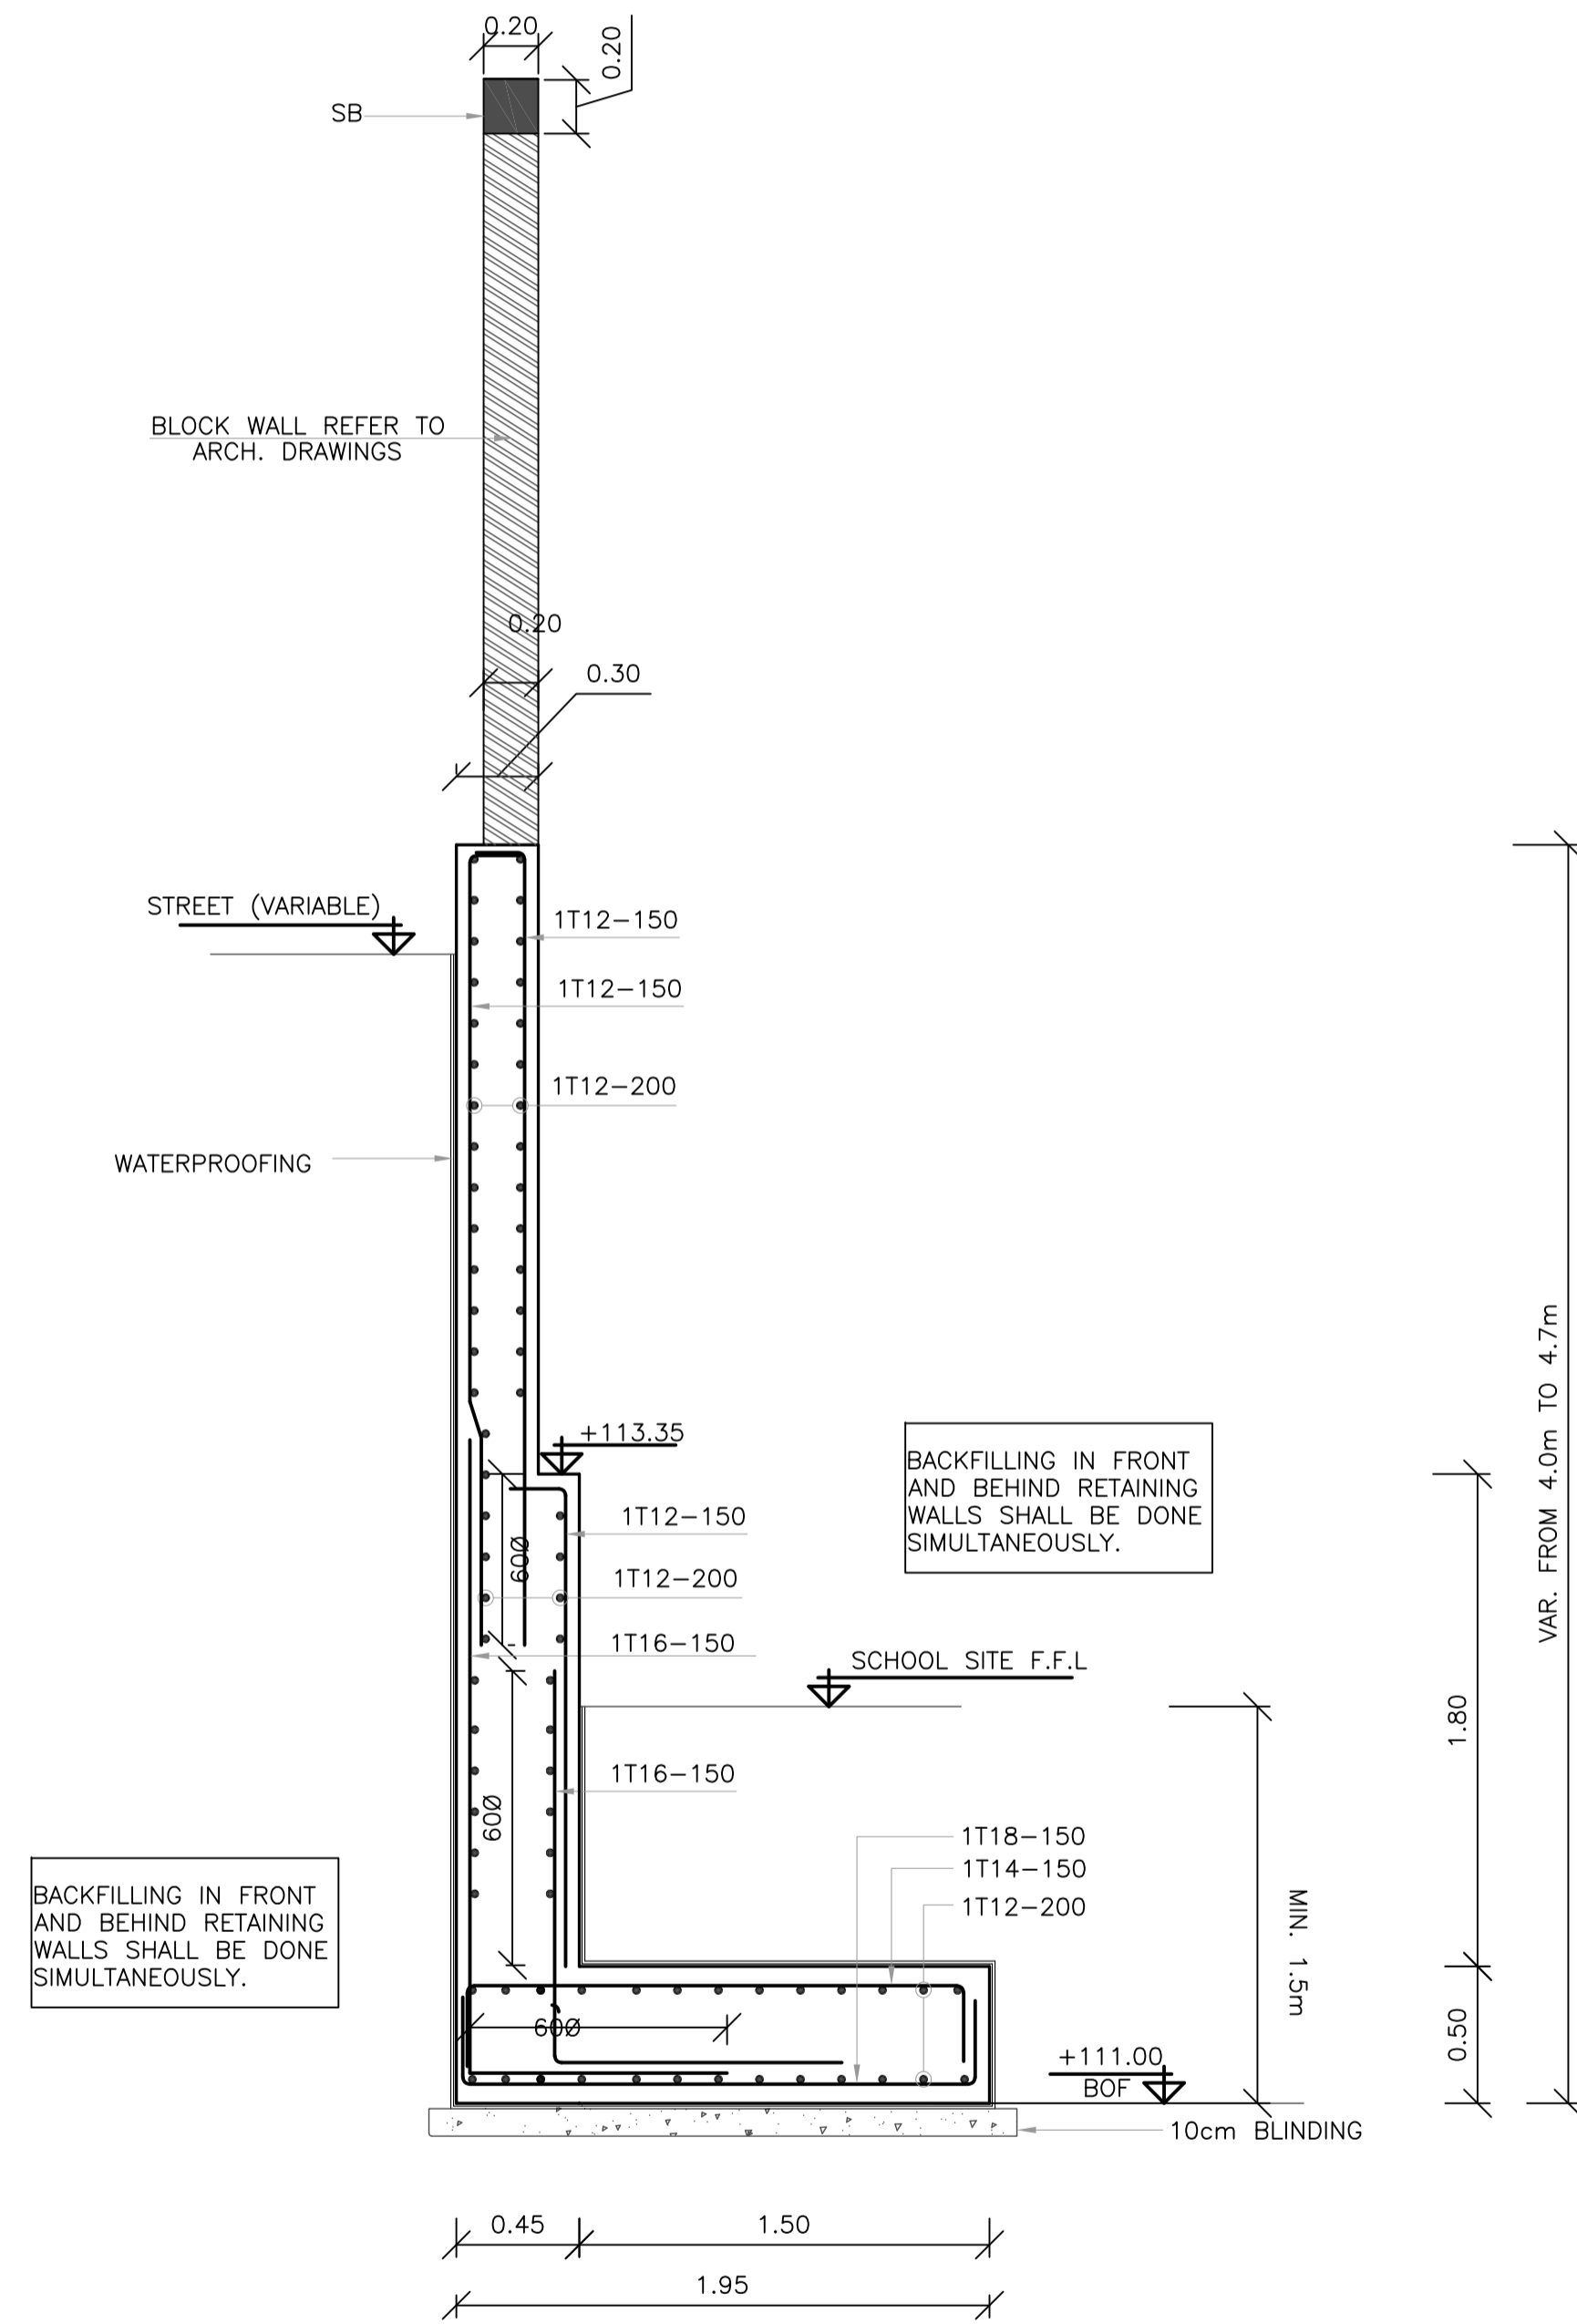 0.20
0.20
SB
BLOCK WALL REFER TO
ARCH. DRAWINGS
0.20
0.30
STREET (VARIABLE)
1T12-150
1T12-150
1T12-200
WATERPROOFING
VAR. FROM 4.0m TO 4.7m
+113.35
BACKFILLING IN FRONT
AND BEHIND RETAINING
WALLS SHALL BE DONE
SIMULTANEOUSLY.
1T12-150
60Ø
1T12-200
1T16-150
SCHOOL SITE F.F.L
1.80
1T16-150
60Ø
1T18-150
1T14-150
1T12-200
BACKFILLING IN FRONT
AND BEHIND RETAINING
WALLS SHALL BE DONE
SIMULTANEOUSLY.
MIN. 1.5m
60Ø
0.50
+111.00
BOF
10cm BLINDING
0.45
1.50
1.95